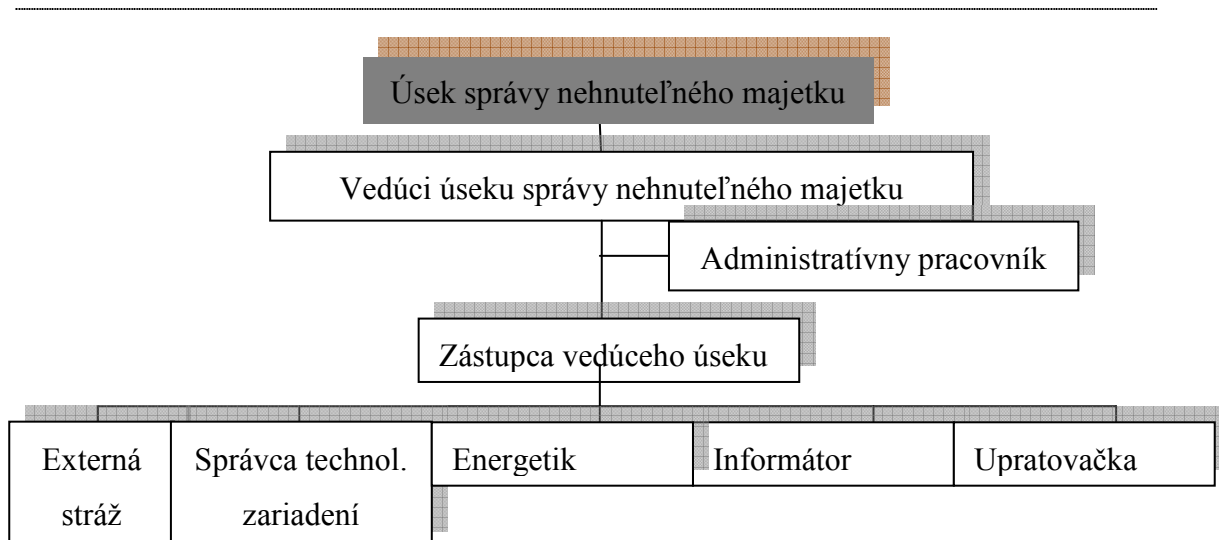 Úsek správy nehnuteľného majetku
Vedúci úseku správy nehnuteľného majetku
Administratívny pracovník
Zástupca vedúceho úseku
Externá
stráž
Správca technol.
zariadení
Energetik
Informátor
Upratovačka